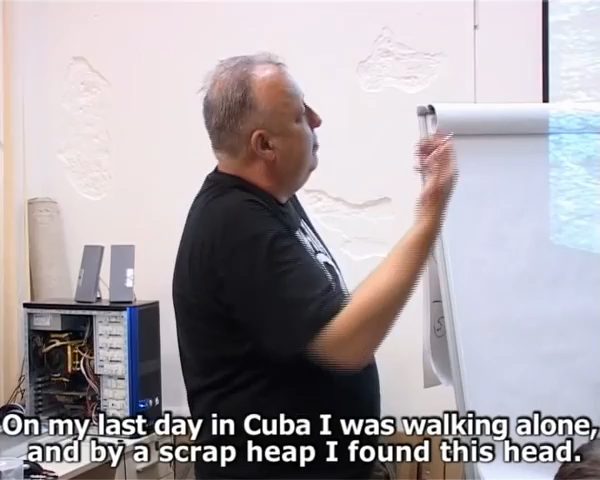 On my last day in Cuba I was walking alone,
and by a scrap heap I found this head.